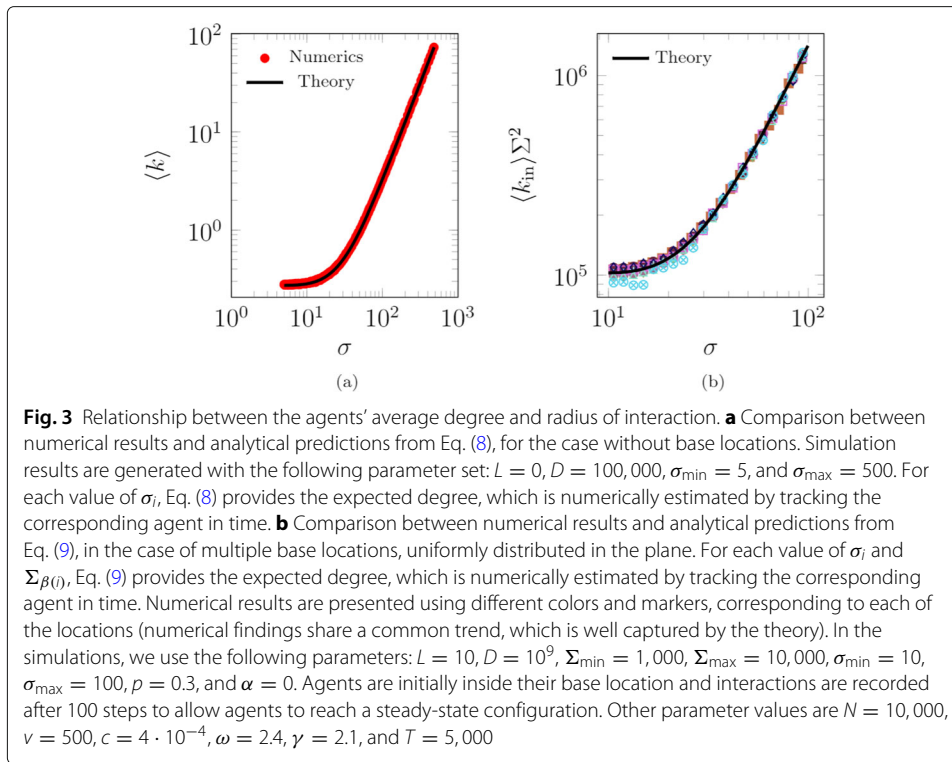 10^2
10^1
10^0
⟨k⟩
Numerics
Theory
10^0 10^1 10^2 10^3
σ
(a)
10^6
10^5
⟨k_in⟩Σ^2
Theory
10^1 10^2
σ
(b)
Fig. 3 Relationship between the agents’ average degree and radius of interaction. a Comparison between
numerical results and analytical predictions from Eq. (8), for the case without base locations. Simulation
results are generated with the following parameter set: L = 0, D = 100, 000, σ_min = 5, and σ_max = 500. For
each value of σ_i, Eq. (8) provides the expected degree, which is numerically estimated by tracking the
corresponding agent in time. b Comparison between numerical results and analytical predictions from
Eq. (9), in the case of multiple base locations, uniformly distributed in the plane. For each value of σ_i and
Σ_β(i), Eq. (9) provides the expected degree, which is numerically estimated by tracking the corresponding
agent in time. Numerical results are presented using different colors and markers, corresponding to each of
the locations (numerical findings share a common trend, which is well captured by the theory). In the
simulations, we use the following parameters: L = 10, D = 10^9, Σ_min = 1, 000, Σ_max = 10, 000, σ_min = 10,
σ_max = 100, p = 0.3, and α = 0. Agents are initially inside their base location and interactions are recorded
after 100 steps to allow agents to reach a steady-state configuration. Other parameter values are N = 10, 000,
v = 500, c = 4 · 10^−4, ω = 2.4, γ = 2.1, and T = 5, 000